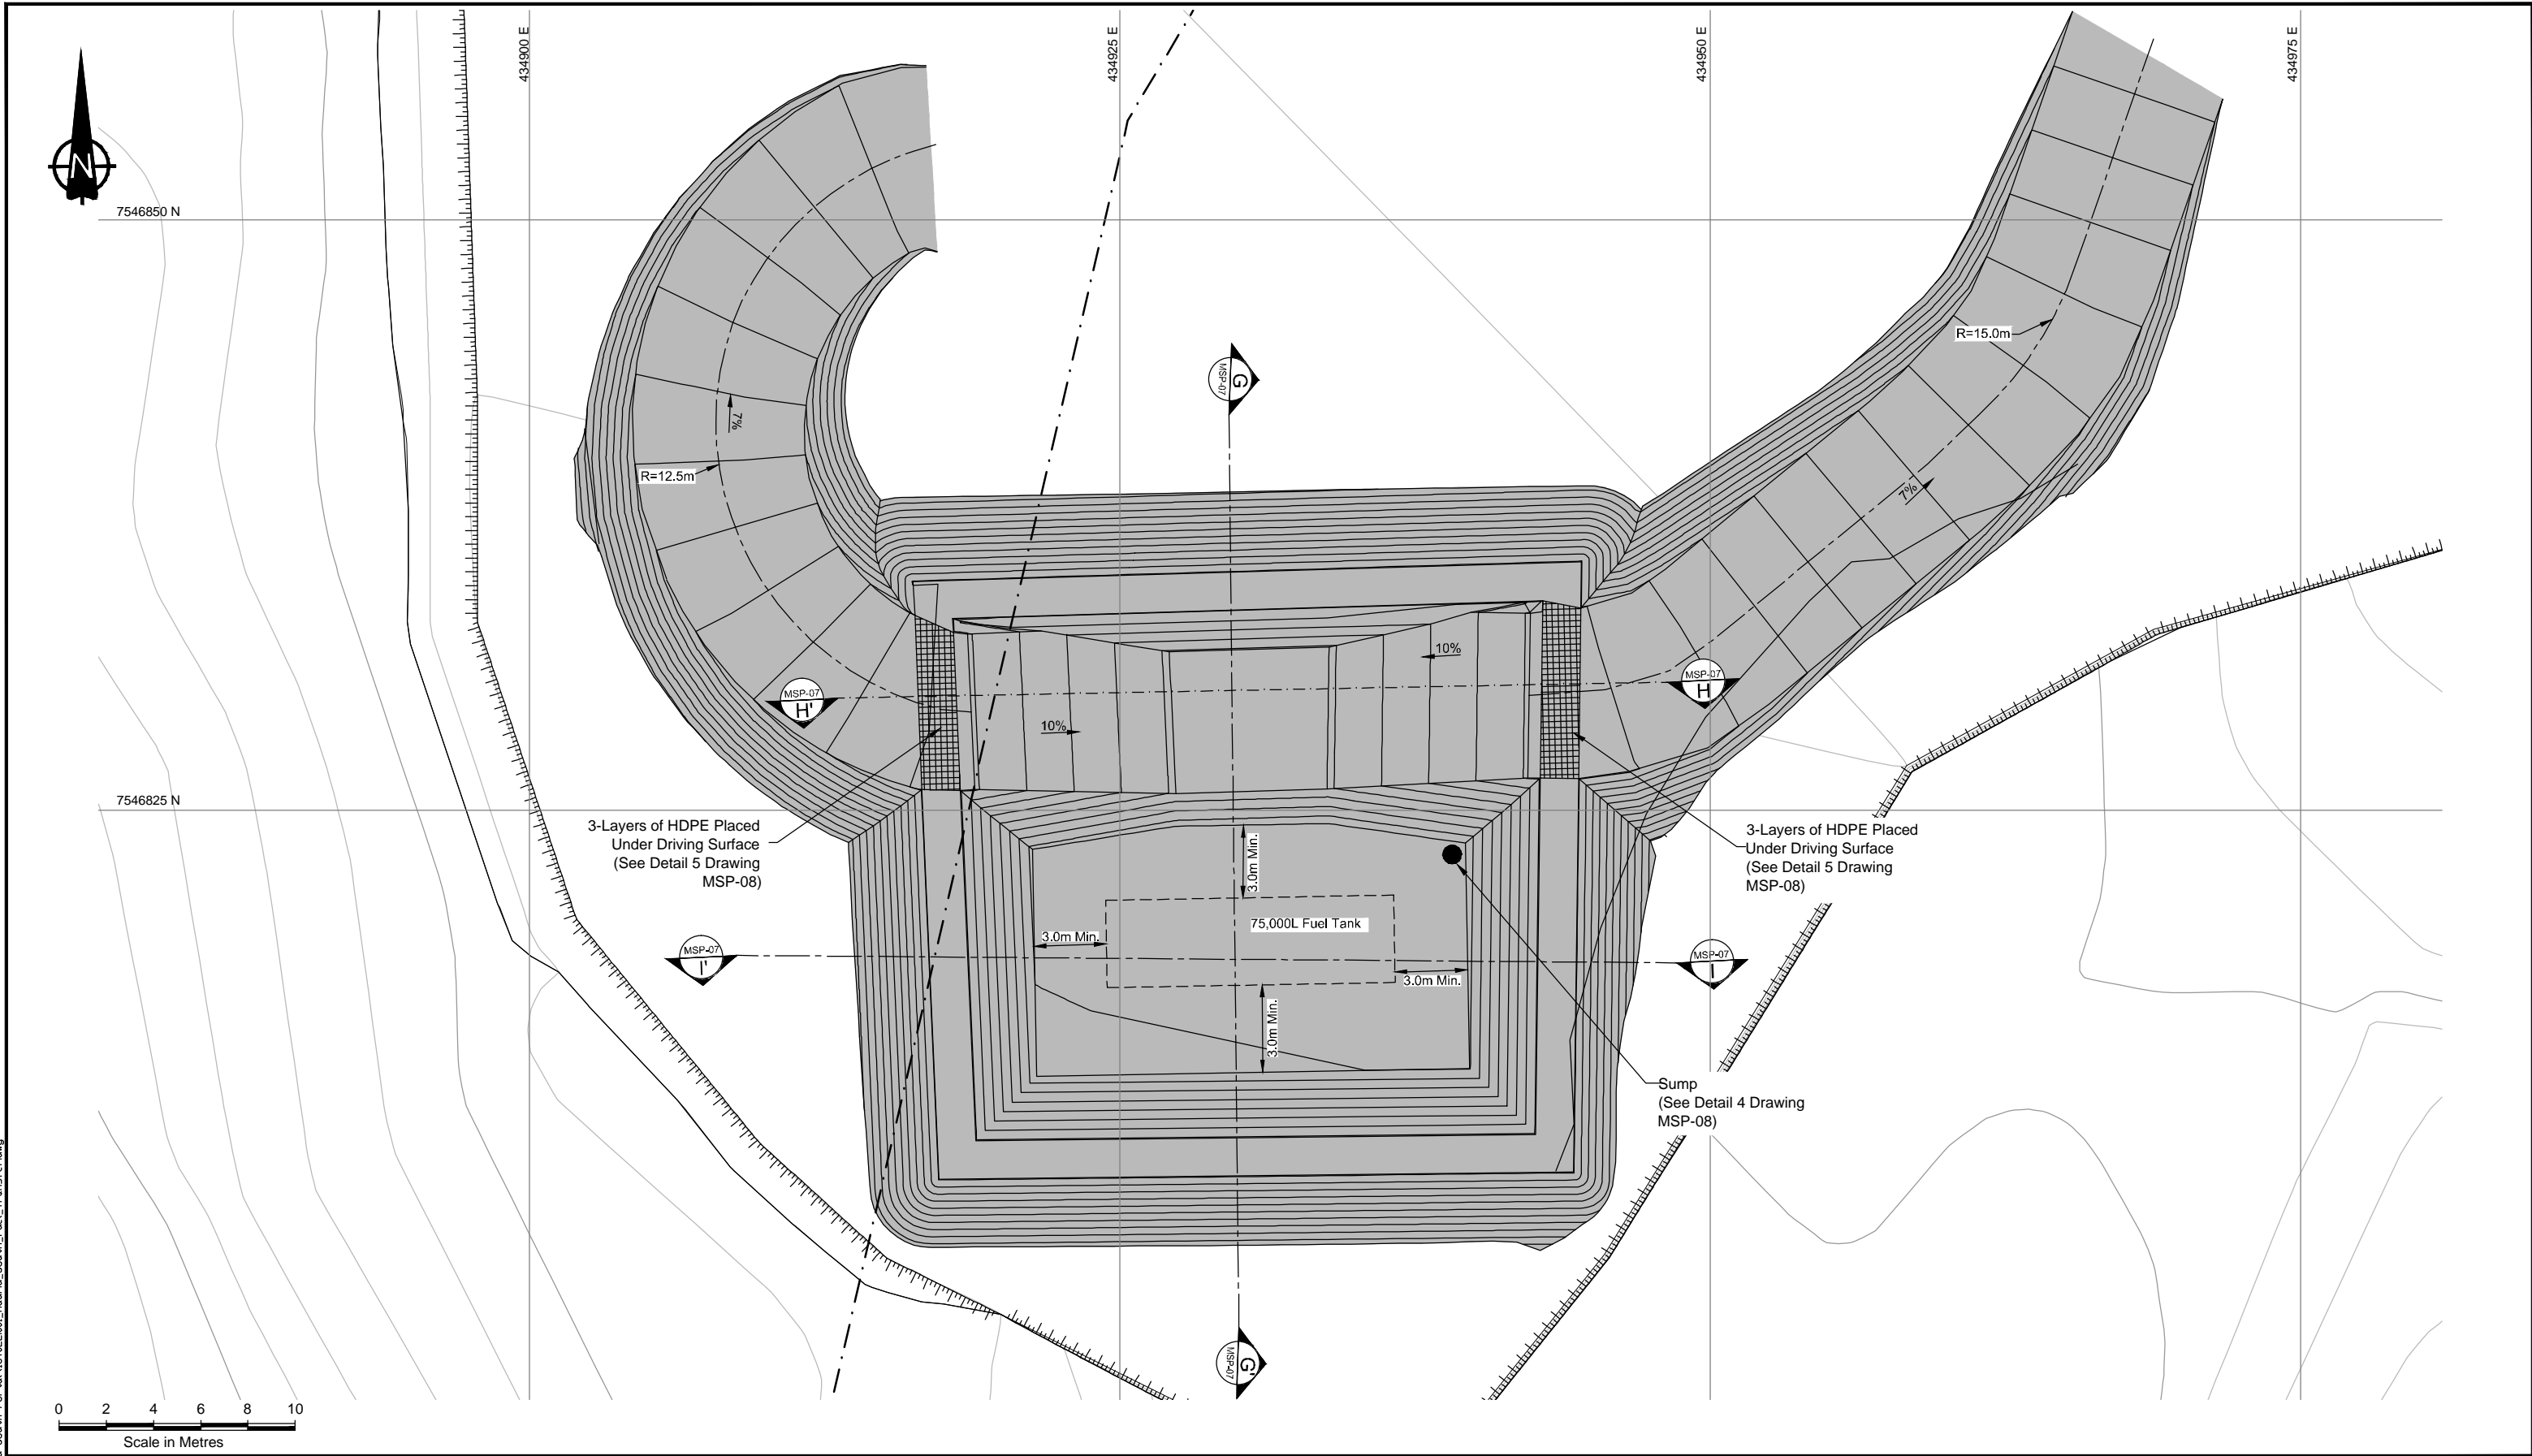 434900 E
434925 E
434950 E
434975 E
N
7546850 N
R=15.0m
G
MSP-07
7%
R=12.5m
7%
10%
MSP-07
H'
MSP-07
H
10%
7546825 N
3-Layers of HDPE Placed
Under Driving Surface
(See Detail 5 Drawing
MSP-08)
3-Layers of HDPE Placed
Under Driving Surface
(See Detail 5 Drawing
MSP-08)
3.0m Min.
75,000L Fuel Tank
3.0m Min.
MSP-07
I'
MSP-07
I
3.0m Min.
3.0m Min.
Sump
(See Detail 4 Drawing
MSP-08)
G'
MSP-07
0 2 4 6 8 10
Scale in Metres